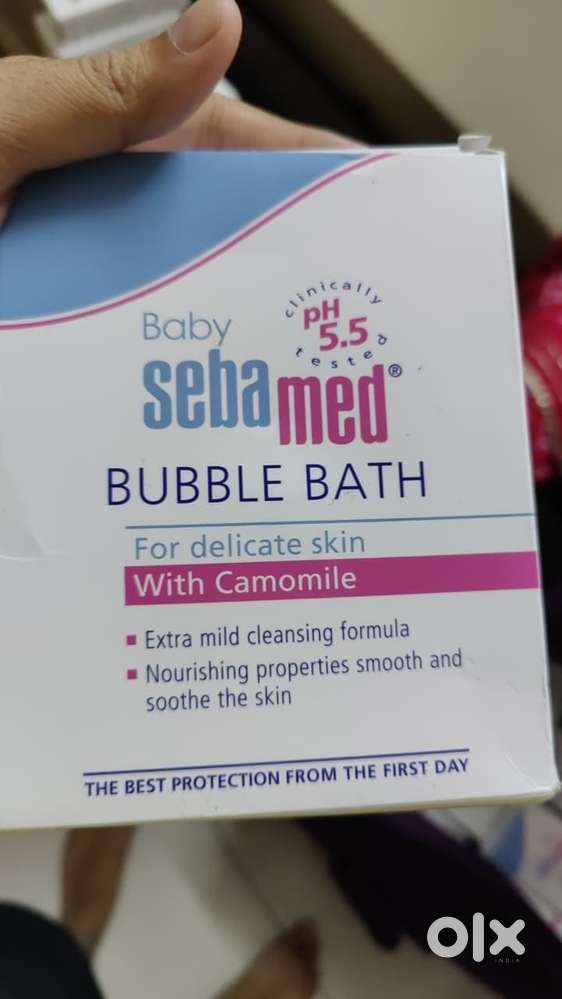 Baby
clinically
pH
5.5
tested
sebamed®
BUBBLE BATH
For delicate skin
With Camomile
▪ Extra mild cleansing formula
▪ Nourishing properties smooth and
soothe the skin
THE BEST PROTECTION FROM THE FIRST DAY
olx
INDIA